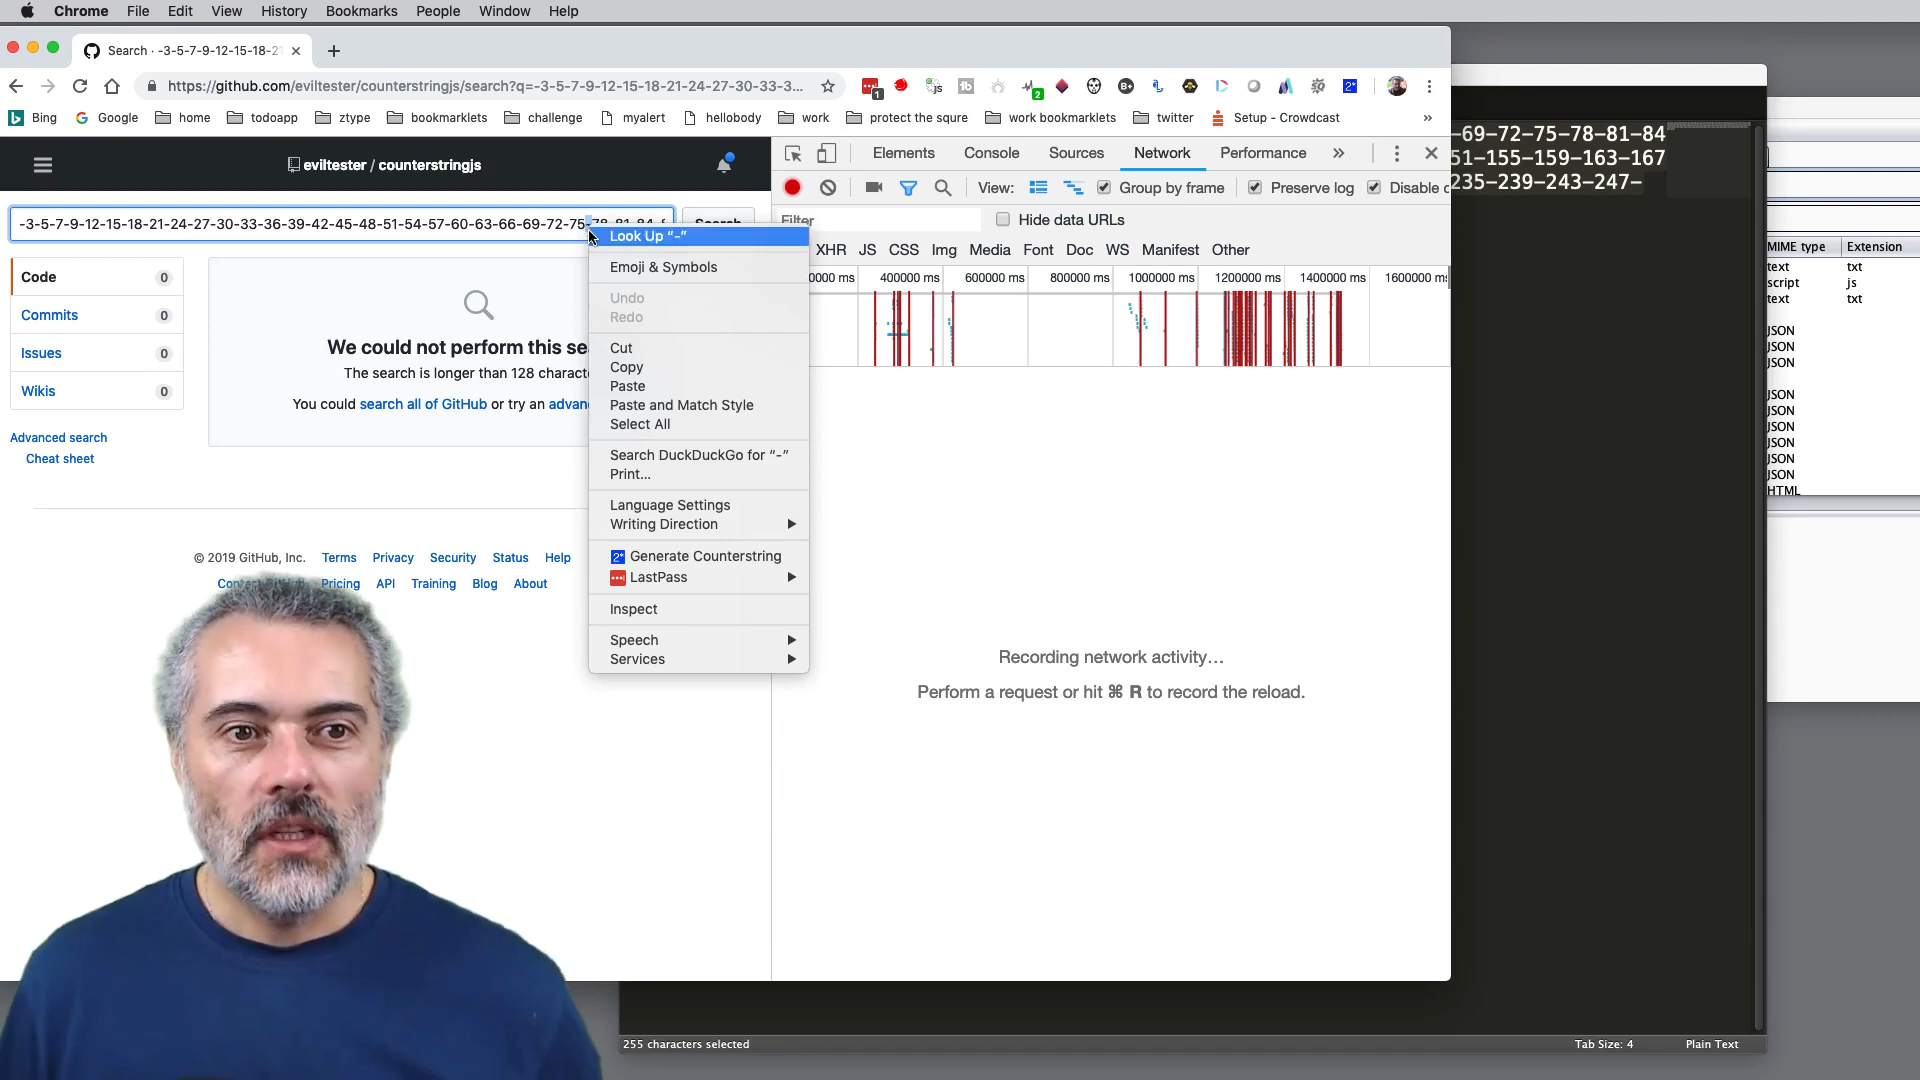 Chrome File Edit View History Bookmarks People Window Help
Search · -3-5-7-9-12-15-18-21
https://github.com/eviltester/counterstringjs/search?q=-3-5-7-9-12-15-18-21-24-27-30-33-3...
Bing Google home todoapp ztype bookmarklets challenge myalert hellobody work protect the squre work bookmarklets twitter Setup - Crowdcast »
eviltester / counterstringjs
-3-5-7-9-12-15-18-21-24-27-30-33-36-39-42-45-48-51-54-57-60-63-66-69-72-75-78-81-84
Search
Code 0
Commits 0
Issues 0
Wikis 0
Advanced search
Cheat sheet
We could not perform this se
The search is longer than 128 characte
You could search all of GitHub or try an advan
© 2019 GitHub, Inc. Terms Privacy Security Status Help
Pricing API Training Blog About
Look Up “-”
Emoji & Symbols
Undo
Redo
Cut
Copy
Paste
Paste and Match Style
Select All
Search DuckDuckGo for “-”
Print...
Language Settings
Writing Direction
Generate Counterstring
LastPass
Inspect
Speech
Services
Elements Console Sources Network Performance »
View: Group by frame Preserve log Disable c
Filter Hide data URLs
XHR JS CSS Img Media Font Doc WS Manifest Other
0000 ms 400000 ms 600000 ms 800000 ms 1000000 ms 1200000 ms 1400000 ms 1600000 ms
Recording network activity…
Perform a request or hit ⌘ R to record the reload.
-69-72-75-78-81-84
51-155-159-163-167
235-239-243-247-
MIME type Extension
text txt
script js
text txt
JSON
JSON
JSON
JSON
JSON
JSON
JSON
JSON
JSON
HTML
255 characters selected
Tab Size: 4 Plain Text